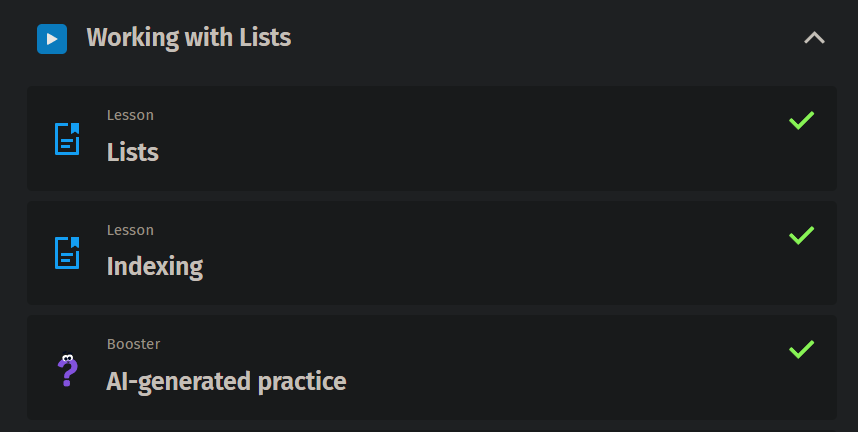 Working with Lists
Lesson
Lists
Lesson
Indexing
Booster
AI-generated practice